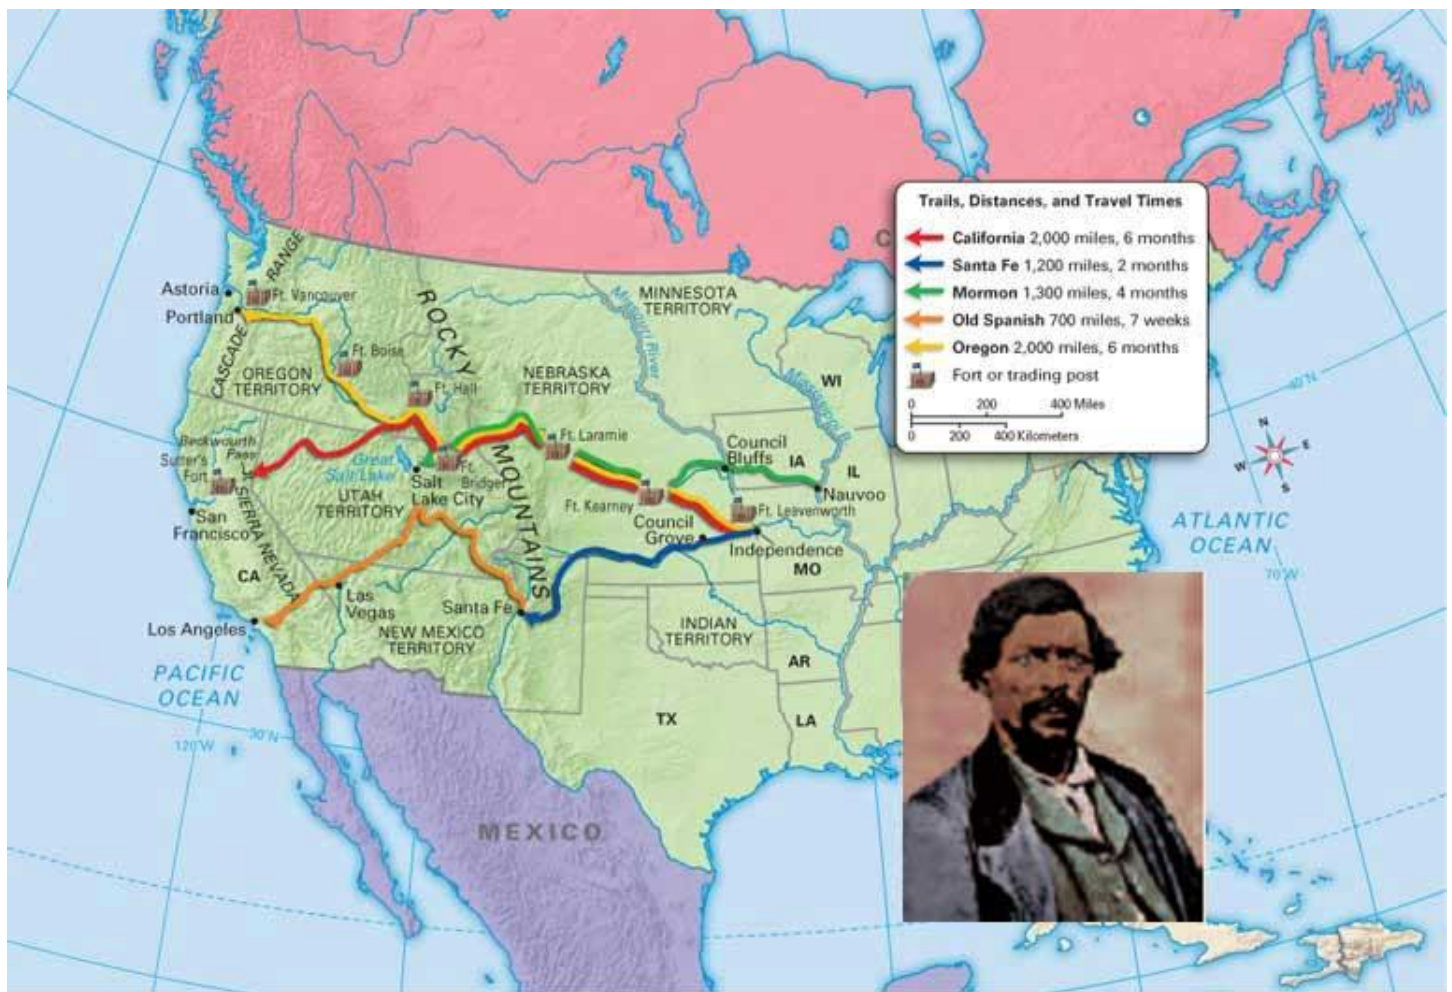 Trails, Distances, and Travel Times
California 2,000 miles, 6 months
Santa Fe 1,200 miles, 2 months
Mormon 1,300 miles, 4 months
Old Spanish 700 miles, 7 weeks
Oregon 2,000 miles, 6 months
Fort or trading post
0 200 400 Miles
0 200 400 Kilometers
N
E
S
W
40°N
70°W
ATLANTIC
OCEAN
C
CASCADE
RANGE
Astoria
Ft. Vancouver
Portland
ROCKY
MOUNTAINS
Missouri River
MINNESOTA
TERRITORY
Mississippi R.
WI
Ft. Boise
OREGON
TERRITORY
Ft. Hall
NEBRASKA
TERRITORY
Beckwourth
Pass
Sutter's
Fort
Great
Salt Lake
Ft.
Bridger
Salt
Lake City
Ft. Laramie
Council
Bluffs
IA
IL
Nauvoo
UTAH
TERRITORY
Ft. Kearney
Ft. Leavenworth
San
Francisco
SIERRA NEVADA
Council
Grove
Independence
MO
CA
Las
Vegas
Santa Fe
Los Angeles
NEW MEXICO
TERRITORY
INDIAN
TERRITORY
AR
PACIFIC
OCEAN
TX
LA
120°W
30°N
MEXICO